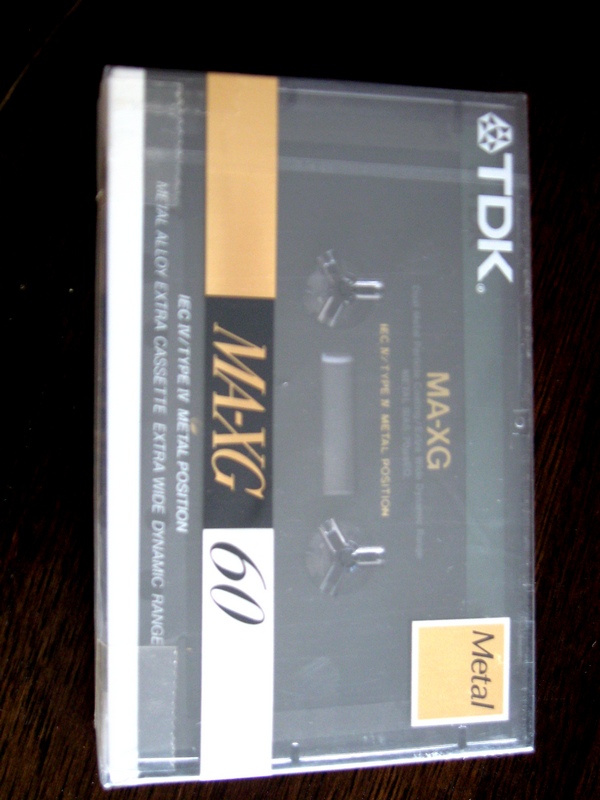 TDK®
MA-XG
IEC IV/TYPE IV METAL POSITION
Metal
MA-XG 60
IEC IV/TYPE IV METAL POSITION
METAL ALLOY EXTRA CASSETTE EXTRA WIDE DYNAMIC RANGE